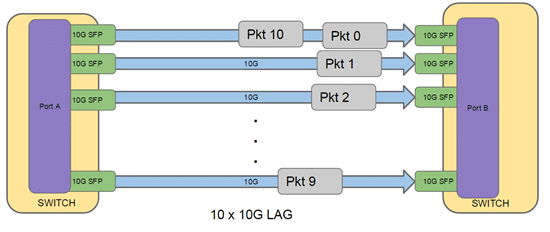 10G SFP
Pkt 10
Pkt 0
10G SFP
10G SFP
10G
Pkt 1
10G SFP
Port A
10G SFP
10G
Pkt 2
10G SFP
Port B
10G SFP
10G
Pkt 9
10G SFP
SWITCH
SWITCH
10 x 10G LAG